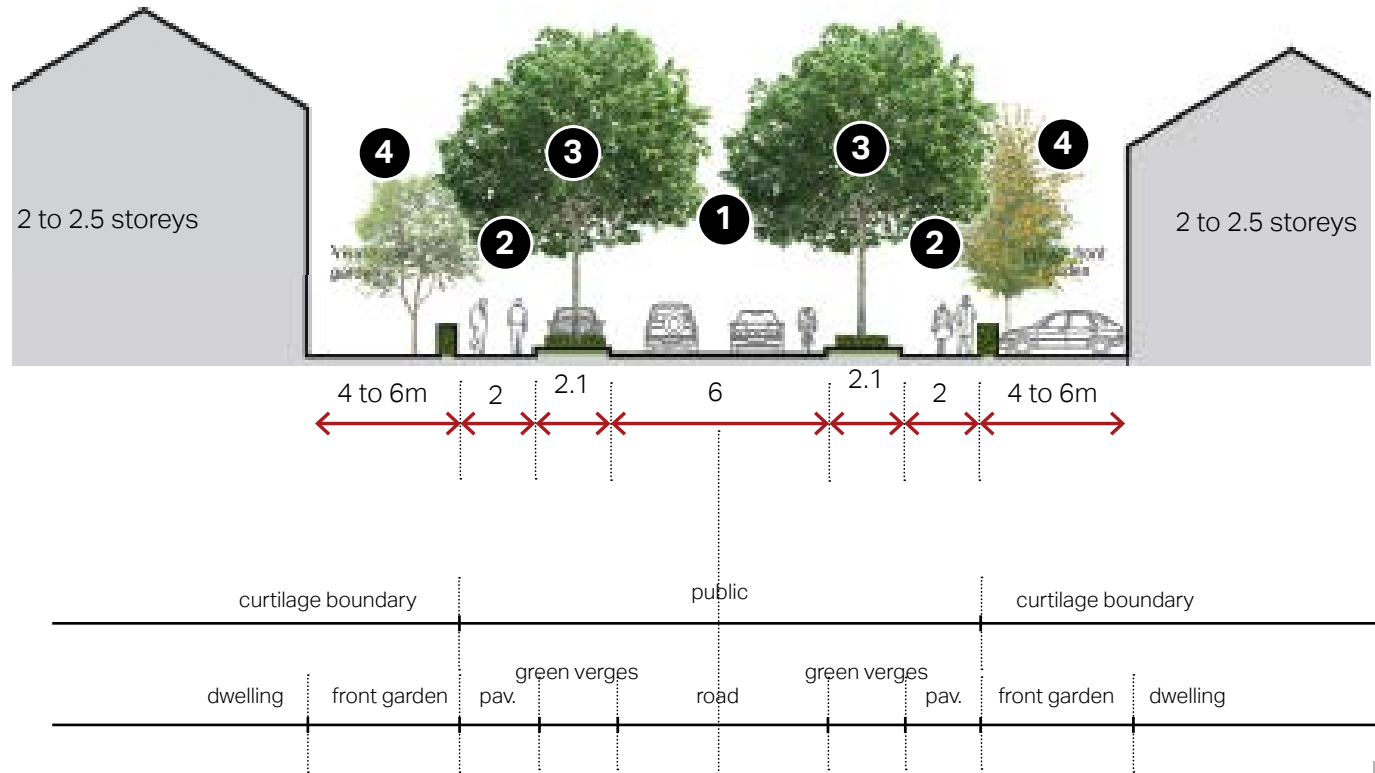 4
3
3
4
1
2 to 2.5 storeys
2 to 2.5 storeys
2
2
4 to 6m
2
2.1
6
2.1
2
4 to 6m
curtilage boundary
public
curtilage boundary
green verges
green verges
dwelling
front garden
pav.
road
pav.
front garden
dwelling